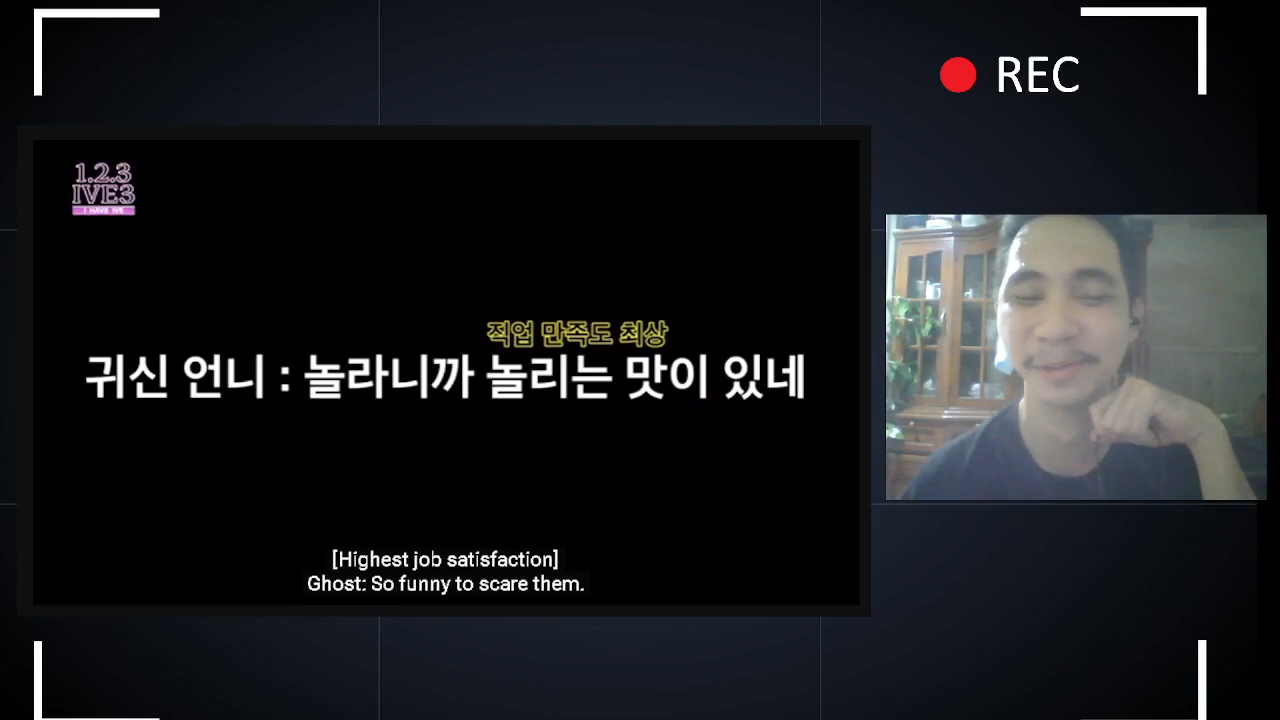 REC
1.2.3
IVE3
I HAVE IVE
직업 만족도 최상
귀신 언니 : 놀라니까 놀리는 맛이 있네
[Highest job satisfaction]
Ghost: So funny to scare them.